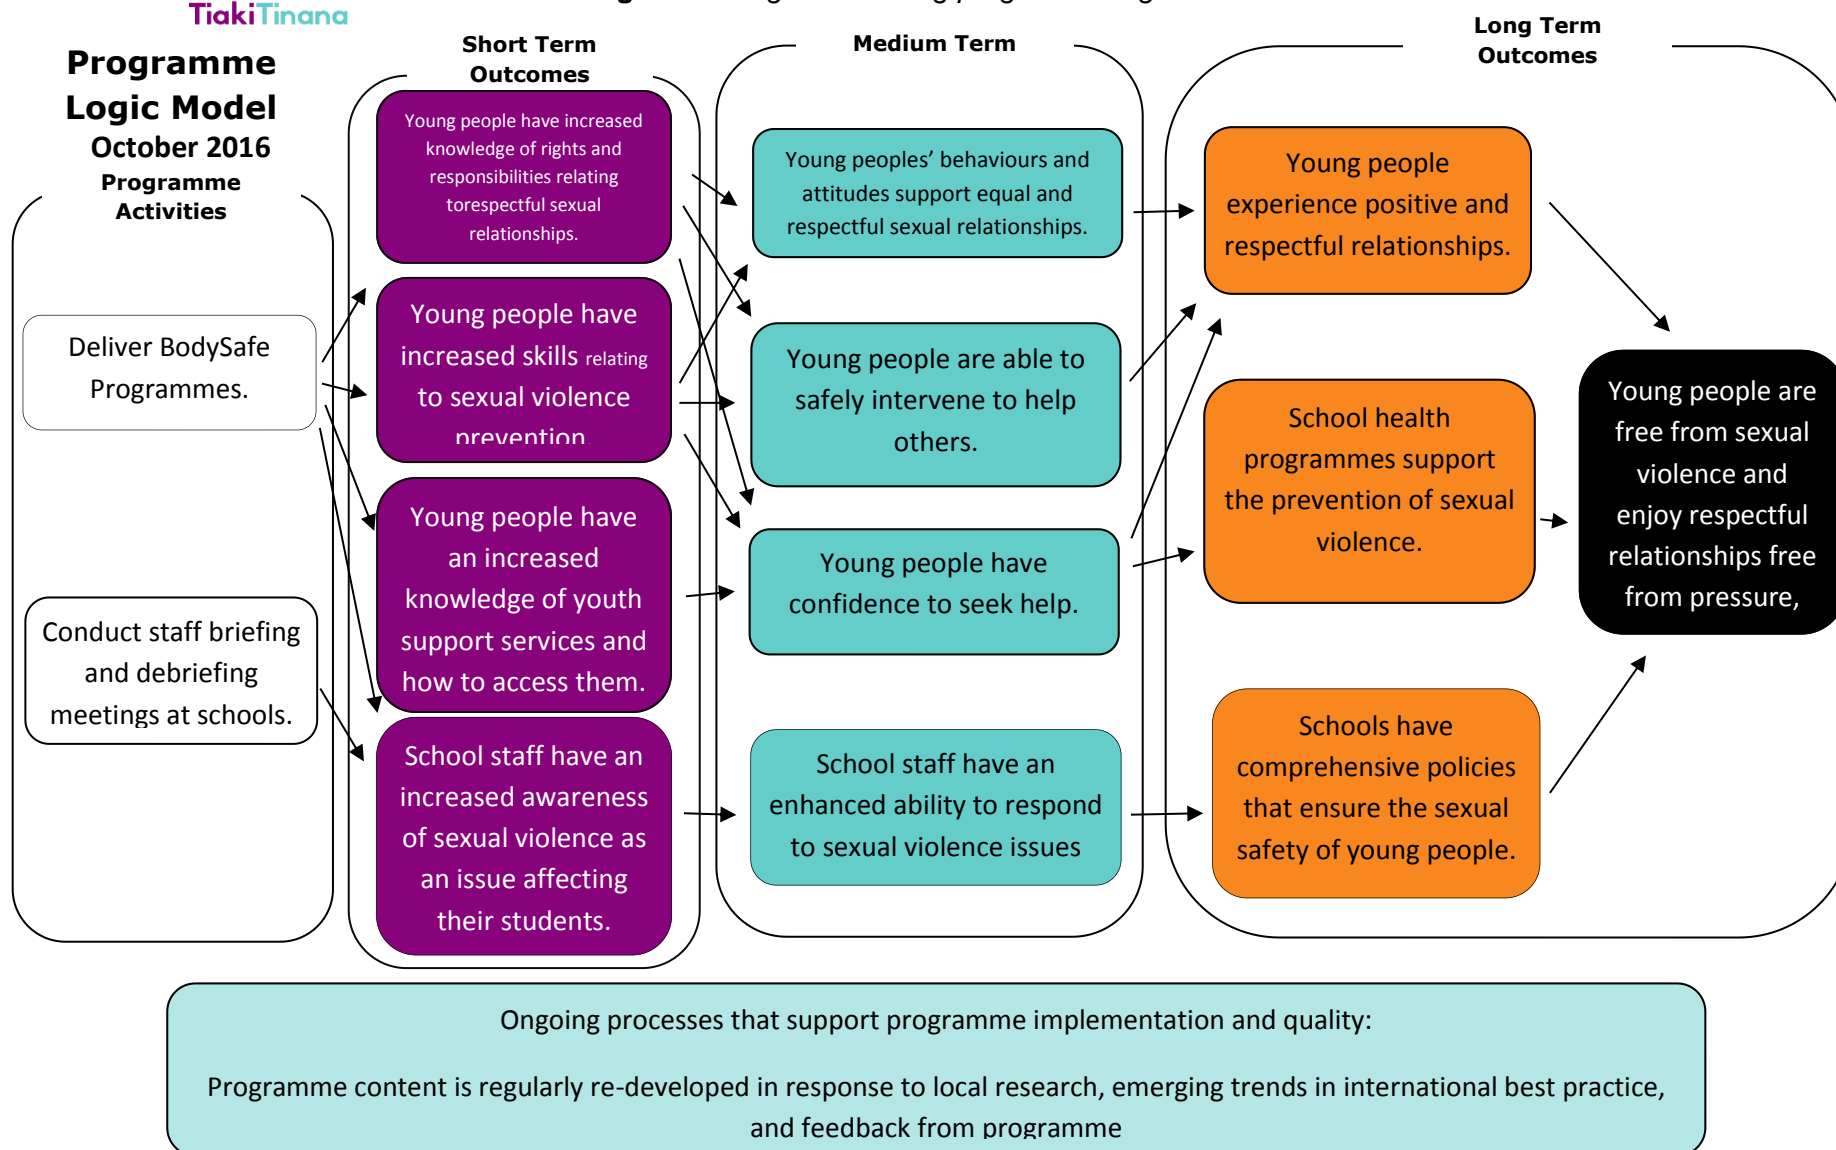 TiakiTinana
Programme
Logic Model
October 2016
Programme
Activities
Deliver BodySafe
Programmes.
Conduct staff briefing
and debriefing
meetings at schools.
Short Term
Outcomes
Young people have increased
knowledge of rights and
responsibilities relating
torespectful sexual
relationships.
Young people have
increased skills relating
to sexual violence
prevention
Young people have
an increased
knowledge of youth
support services and
how to access them.
School staff have an
increased awareness
of sexual violence as
an issue affecting
their students.
Medium Term
Young peoples’ behaviours and
attitudes support equal and
respectful sexual relationships.
Young people are able to
safely intervene to help
others.
Young people have
confidence to seek help.
School staff have an
enhanced ability to respond
to sexual violence issues
Long Term
Outcomes
Young people
experience positive and
respectful relationships.
School health
programmes support
the prevention of sexual
violence.
Schools have
comprehensive policies
that ensure the sexual
safety of young people.
Young people are
free from sexual
violence and
enjoy respectful
relationships free
from pressure,
Ongoing processes that support programme implementation and quality:
Programme content is regularly re-developed in response to local research, emerging trends in international best practice,
and feedback from programme